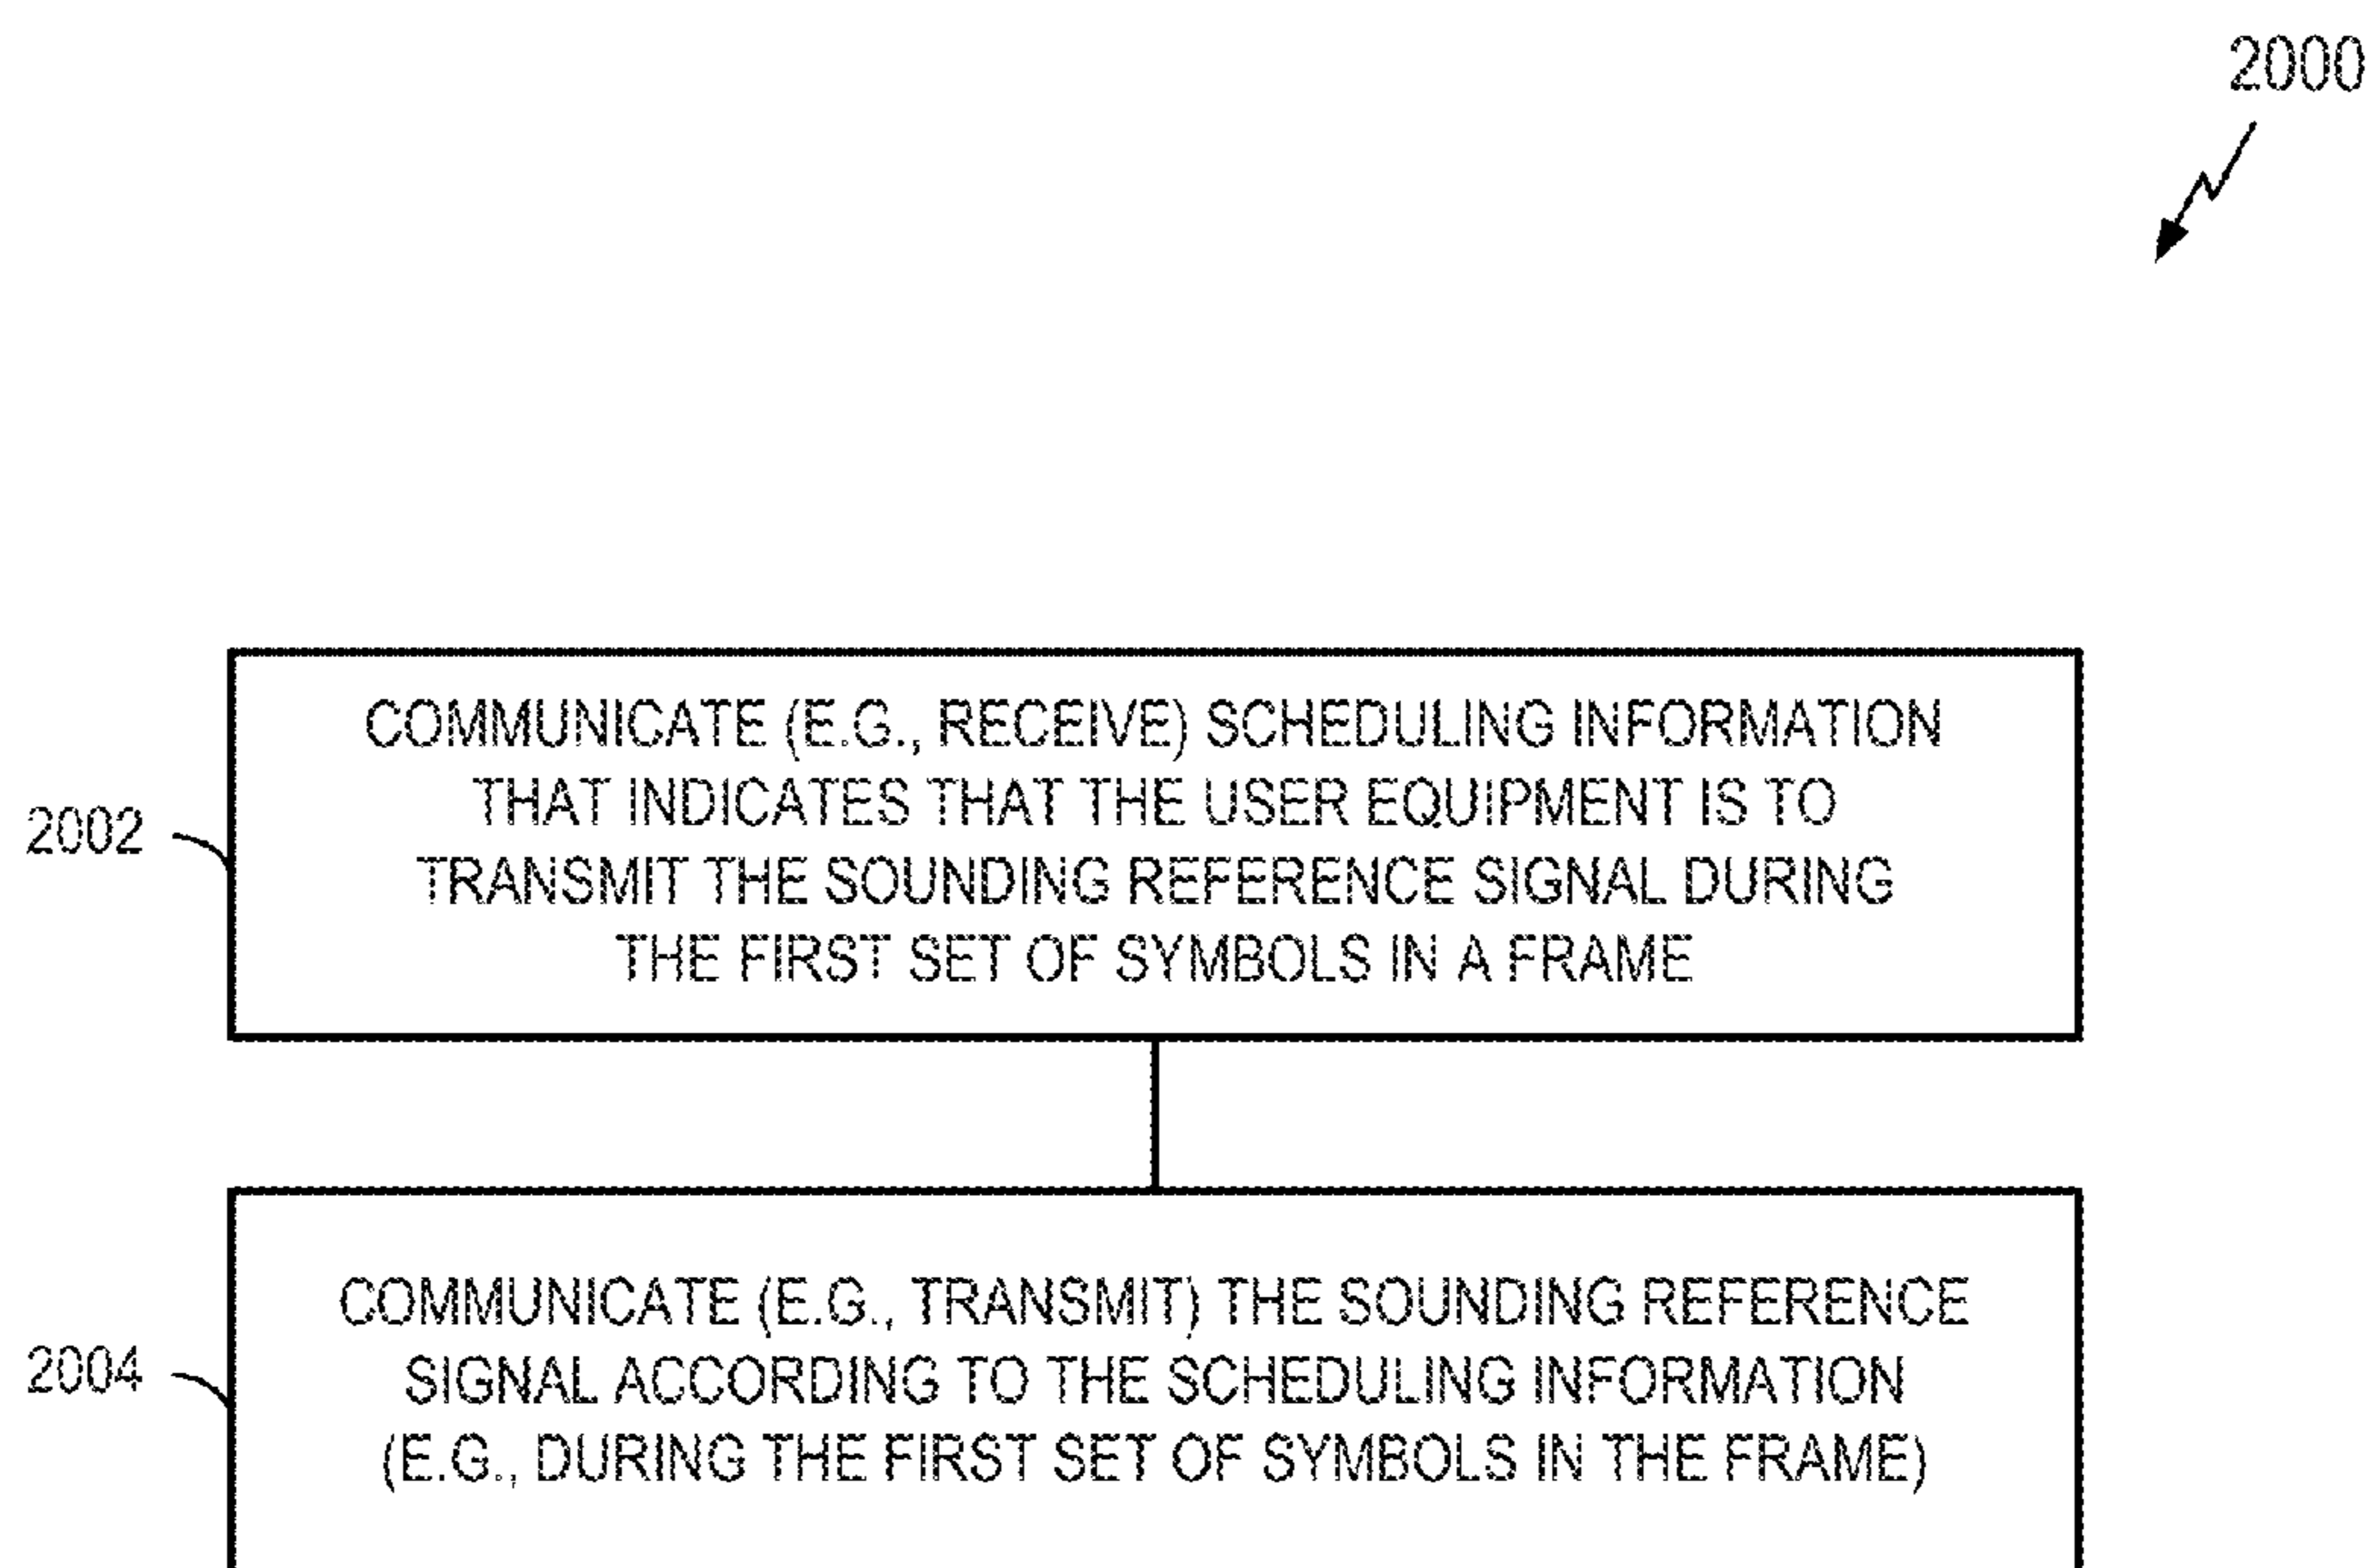 2000
COMMUNICATE (E.G., RECEIVE) SCHEDULING INFORMATION
THAT INDICATES THAT THE USER EQUIPMENT IS TO
TRANSMIT THE SOUNDING REFERENCE SIGNAL DURING
THE FIRST SET OF SYMBOLS IN A FRAME
2002
COMMUNICATE (E.G., TRANSMIT) THE SOUNDING REFERENCE
SIGNAL ACCORDING TO THE SCHEDULING INFORMATION
(E.G., DURING THE FIRST SET OF SYMBOLS IN THE FRAME)
2004